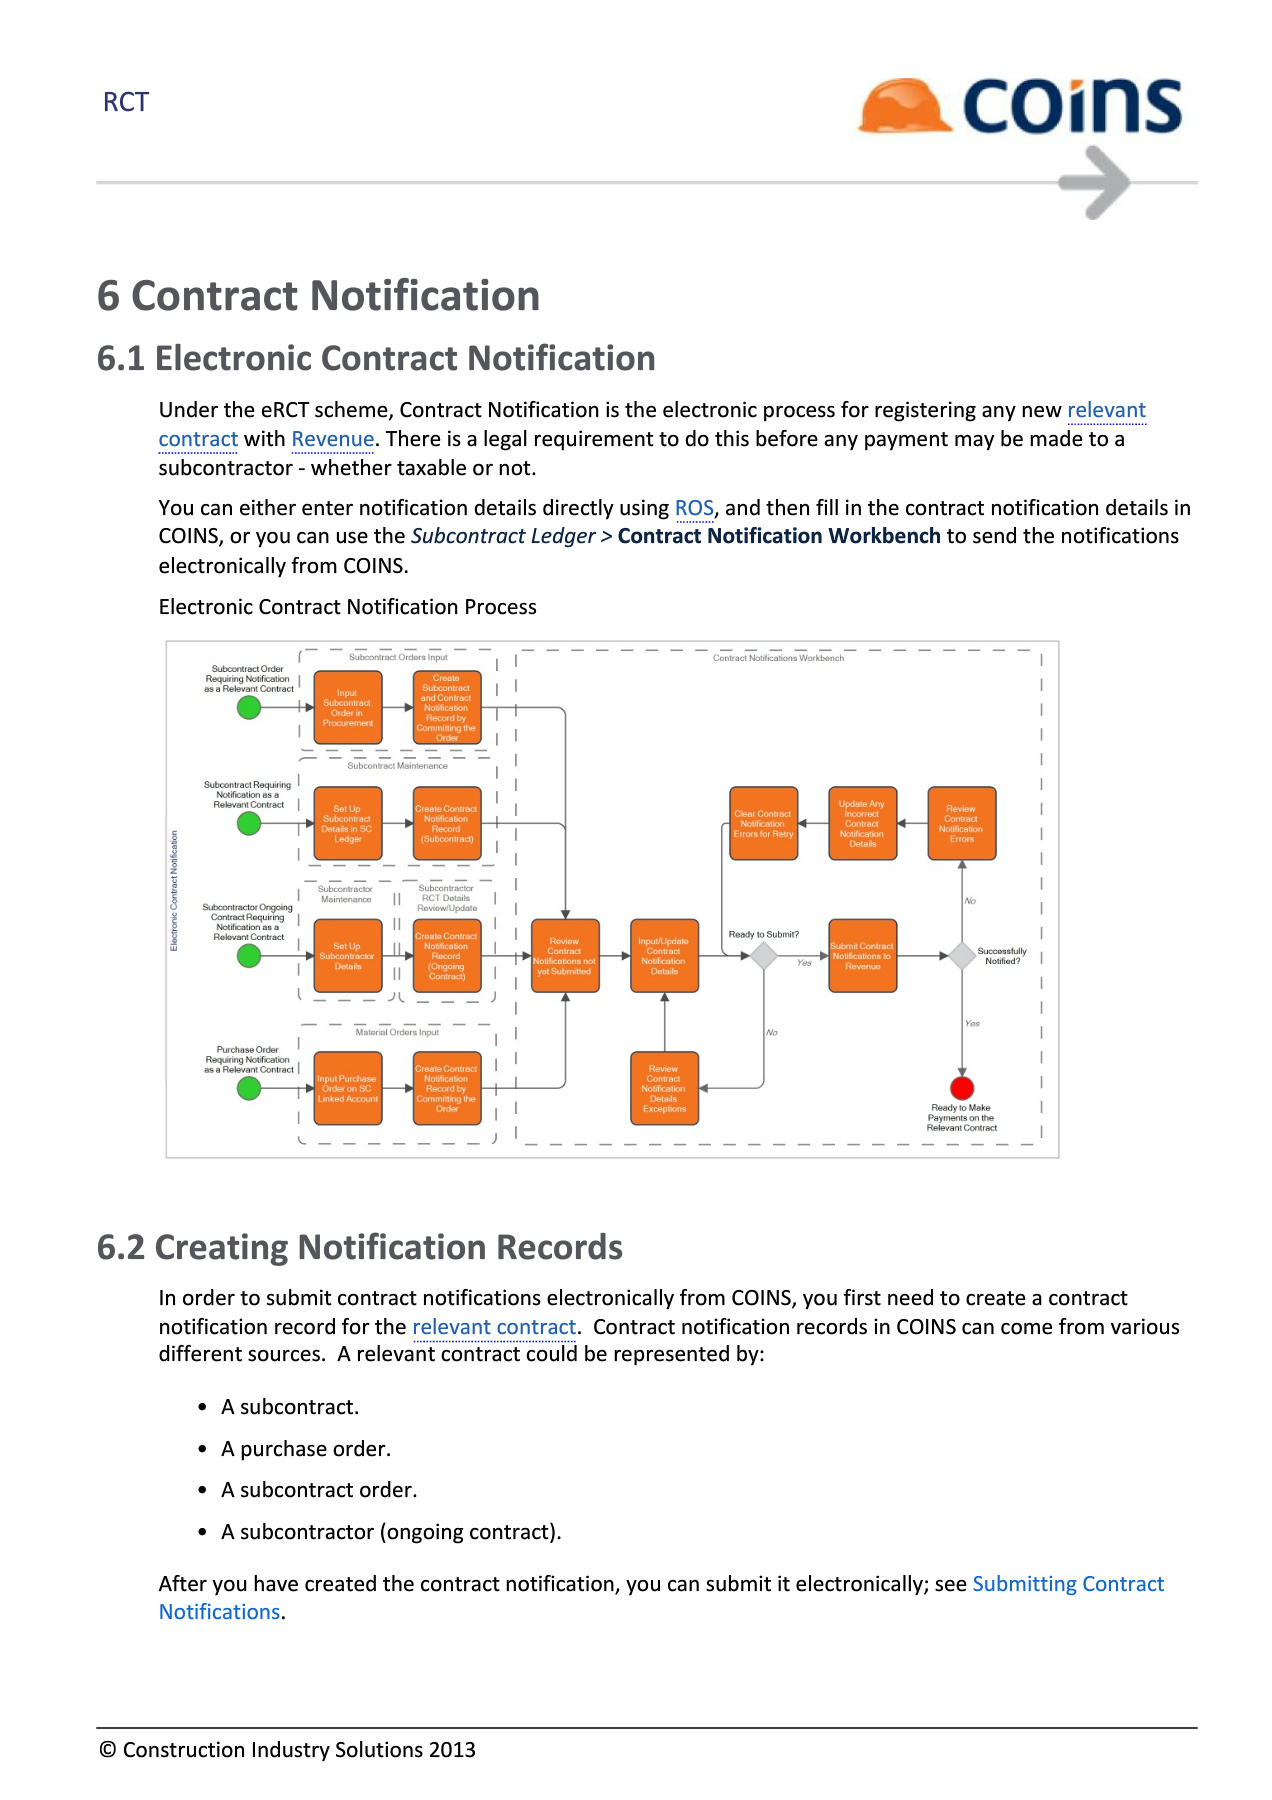 RCT
coins
6 Contract Notification
6.1 Electronic Contract Notification
Under the eRCT scheme, Contract Notification is the electronic process for registering any new relevant
contract with Revenue. There is a legal requirement to do this before any payment may be made to a
subcontractor - whether taxable or not.
You can either enter notification details directly using ROS, and then fill in the contract notification details in
COINS, or you can use the Subcontract Ledger > Contract Notification Workbench to send the notifications
electronically from COINS.
Electronic Contract Notification Process
Electronic Contract Notification
Subcontract Order
Requiring Notification
as a Relevant Contract
Subcontract Orders Input
Input
Subcontract
Order in
Procurement
Create
Subcontract
and Contract
Notification
Record by
Committing the
Order
Contract Notifications Workbench
Subcontract Requiring
Notification as a
Relevant Contract
Subcontract Maintenance
Set Up
Subcontract
Details in SC
Ledger
Create Contract
Notification
Record
(Subcontract)
Clear Contract
Notification
Errors for Retry
Update Any
Incorrect
Contract
Notification
Details
Review
Contract
Notification
Errors
No
Subcontractor Ongoing
Contract Requiring
Notification as a
Relevant Contract
Subcontractor
Maintenance
Set Up
Subcontractor
Details
Subcontractor
RCT Details
Review/Update
Create Contract
Notification
Record
(Ongoing
Contract)
Review
Contract
Notifications not
yet Submitted
Input/Update
Contract
Notification
Details
Ready to Submit?
Yes
Submit Contract
Notifications to
Revenue
Successfully
Notified?
Yes
No
Purchase Order
Requiring Notification
as a Relevant Contract
Material Orders Input
Input Purchase
Order on SC
Linked Account
Create Contract
Notification
Record by
Committing the
Order
Review
Contract
Notification
Details
Exceptions
Ready to Make
Payments on the
Relevant Contract
6.2 Creating Notification Records
In order to submit contract notifications electronically from COINS, you first need to create a contract
notification record for the relevant contract. Contract notification records in COINS can come from various
different sources. A relevant contract could be represented by:
• A subcontract.
• A purchase order.
• A subcontract order.
• A subcontractor (ongoing contract).
After you have created the contract notification, you can submit it electronically; see Submitting Contract
Notifications.
© Construction Industry Solutions 2013